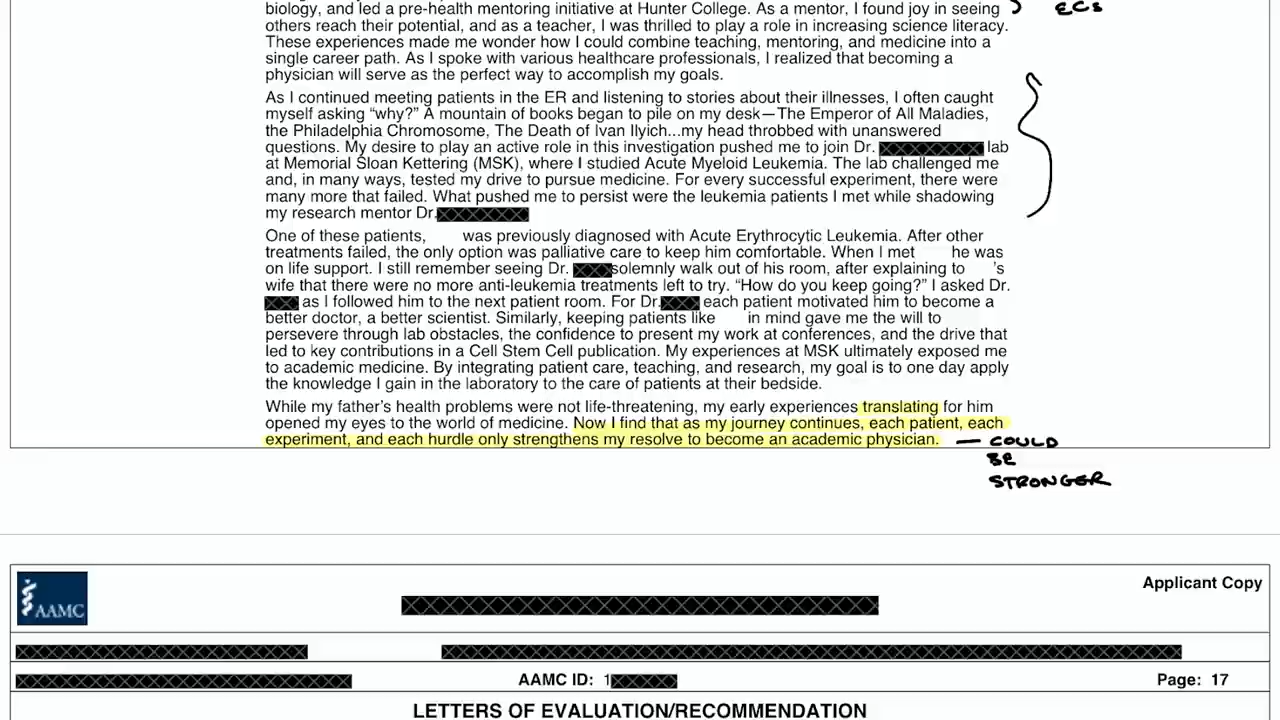 biology, and led a pre-health mentoring initiative at Hunter College. As a mentor, I found joy in seeing
ECs
others reach their potential, and as a teacher, I was thrilled to play a role in increasing science literacy.
These experiences made me wonder how I could combine teaching, mentoring, and medicine into a
single career path. As I spoke with various healthcare professionals, I realized that becoming a
physician will serve as the perfect way to accomplish my goals.
As I continued meeting patients in the ER and listening to stories about their illnesses, I often caught
myself asking “why?” A mountain of books began to pile on my desk—The Emperor of All Maladies,
the Philadelphia Chromosome, The Death of Ivan Ilyich...my head throbbed with unanswered
questions. My desire to play an active role in this investigation pushed me to join Dr. lab
at Memorial Sloan Kettering (MSK), where I studied Acute Myeloid Leukemia. The lab challenged me
and, in many ways, tested my drive to pursue medicine. For every successful experiment, there were
many more that failed. What pushed me to persist were the leukemia patients I met while shadowing
my research mentor Dr.
One of these patients, was previously diagnosed with Acute Erythrocytic Leukemia. After other
treatments failed, the only option was palliative care to keep him comfortable. When I met he was
on life support. I still remember seeing Dr. solemnly walk out of his room, after explaining to 's
wife that there were no more anti-leukemia treatments left to try. “How do you keep going?” I asked Dr.
as I followed him to the next patient room. For Dr. each patient motivated him to become a
better doctor, a better scientist. Similarly, keeping patients like in mind gave me the will to
persevere through lab obstacles, the confidence to present my work at conferences, and the drive that
led to key contributions in a Cell Stem Cell publication. My experiences at MSK ultimately exposed me
to academic medicine. By integrating patient care, teaching, and research, my goal is to one day apply
the knowledge I gain in the laboratory to the care of patients at their bedside.
While my father's health problems were not life-threatening, my early experiences translating for him
opened my eyes to the world of medicine. Now I find that as my journey continues, each patient, each
experiment, and each hurdle only strengthens my resolve to become an academic physician.
— COULD
BE
STRONGER
AAMC
Applicant Copy
AAMC ID: 1
Page: 17
LETTERS OF EVALUATION/RECOMMENDATION